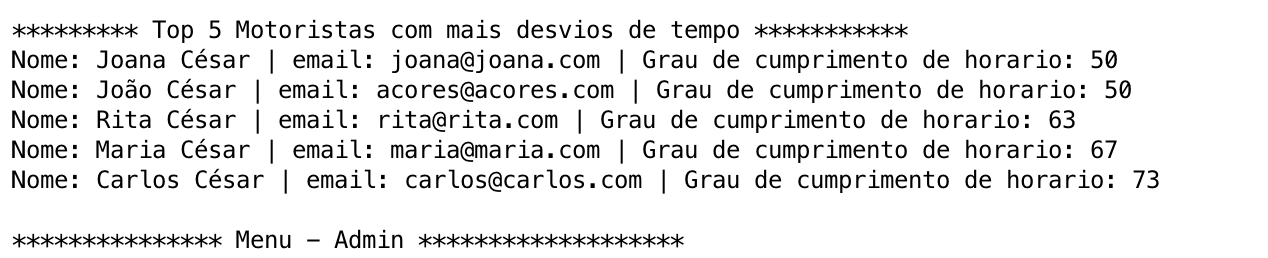 ********* Top 5 Motoristas com mais desvios de tempo ***********
Nome: Joana César | email: joana@joana.com | Grau de cumprimento de horario: 50
Nome: João César | email: acores@acores.com | Grau de cumprimento de horario: 50
Nome: Rita César | email: rita@rita.com | Grau de cumprimento de horario: 63
Nome: Maria César | email: maria@maria.com | Grau de cumprimento de horario: 67
Nome: Carlos César | email: carlos@carlos.com | Grau de cumprimento de horario: 73
*************** Menu – Admin *******************